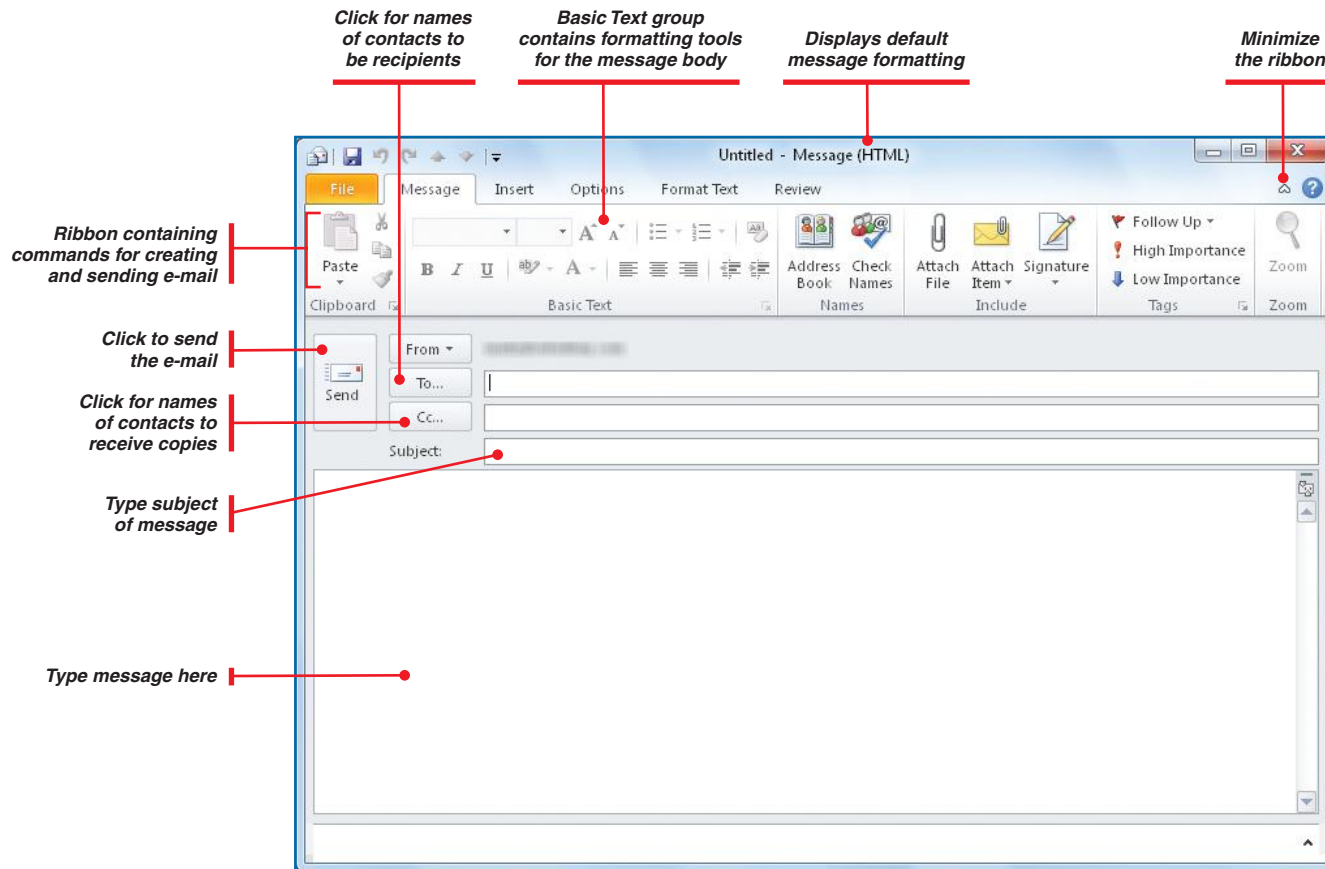 Click for names
of contacts to
be recipients
Basic Text group
contains formatting tools
for the message body
Displays default
message formatting
Minimize
the ribbon
Untitled - Message (HTML)
File Message Insert Options Format Text Review
Ribbon containing
commands for creating
and sending e-mail
Paste
B I U ab A
A A
Address Book
Check Names
Attach File
Attach Item
Signature
Follow Up
High Importance
Low Importance
Zoom
Clipboard Basic Text Names Include Tags Zoom
Click to send
the e-mail
Send
From
To...
Click for names
of contacts to
receive copies
Cc...
Subject:
Type subject
of message
Type message here